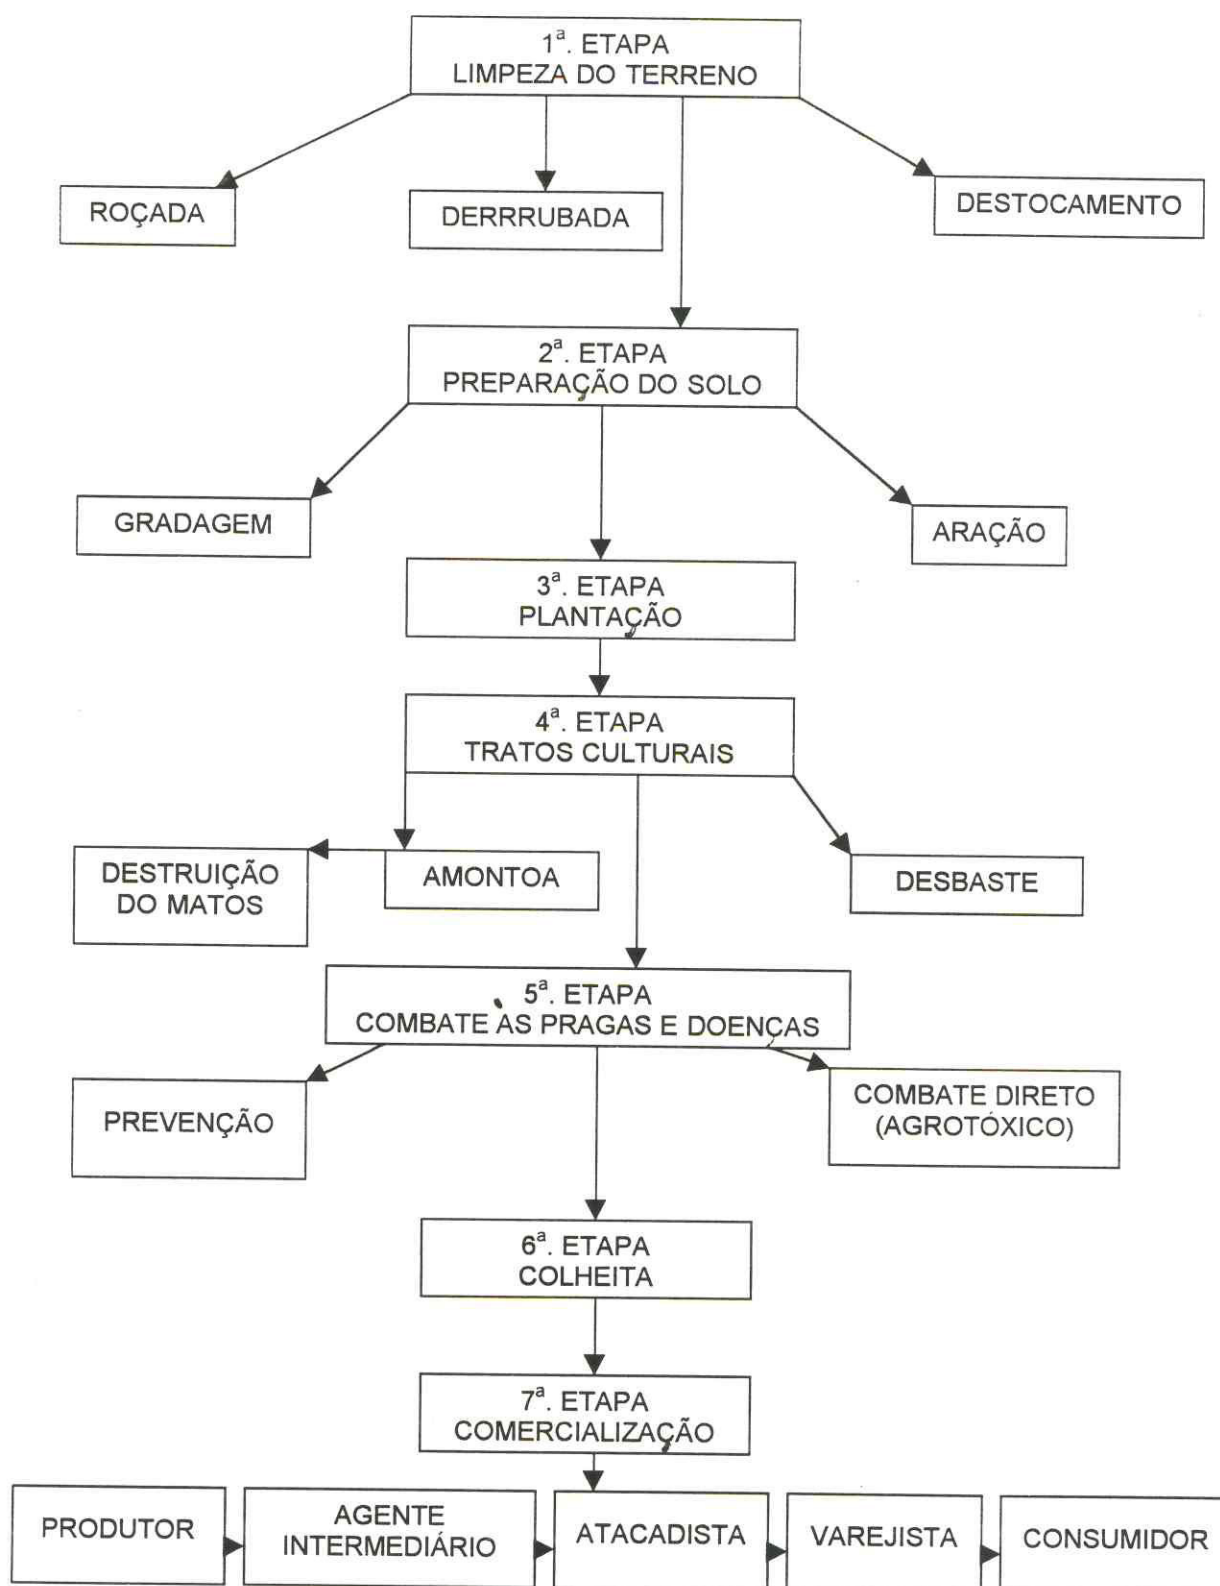 1ª. ETAPA
LIMPEZA DO TERRENO
ROÇADA
DERRRUBADA
DESTOCAMENTO
2ª. ETAPA
PREPARAÇÃO DO SOLO
GRADAGEM
ARAÇÃO
3ª. ETAPA
PLANTAÇÃO
4ª. ETAPA
TRATOS CULTURAIS
DESTRUIÇÃO
DO MATOS
AMONTOA
DESBASTE
5ª. ETAPA
COMBATE ÀS PRAGAS E DOENÇAS
PREVENÇÃO
COMBATE DIRETO
(AGROTÓXICO)
6ª. ETAPA
COLHEITA
7ª. ETAPA
COMERCIALIZAÇÃO
PRODUTOR
AGENTE
INTERMEDIÁRIO
ATACADISTA
VAREJISTA
CONSUMIDOR